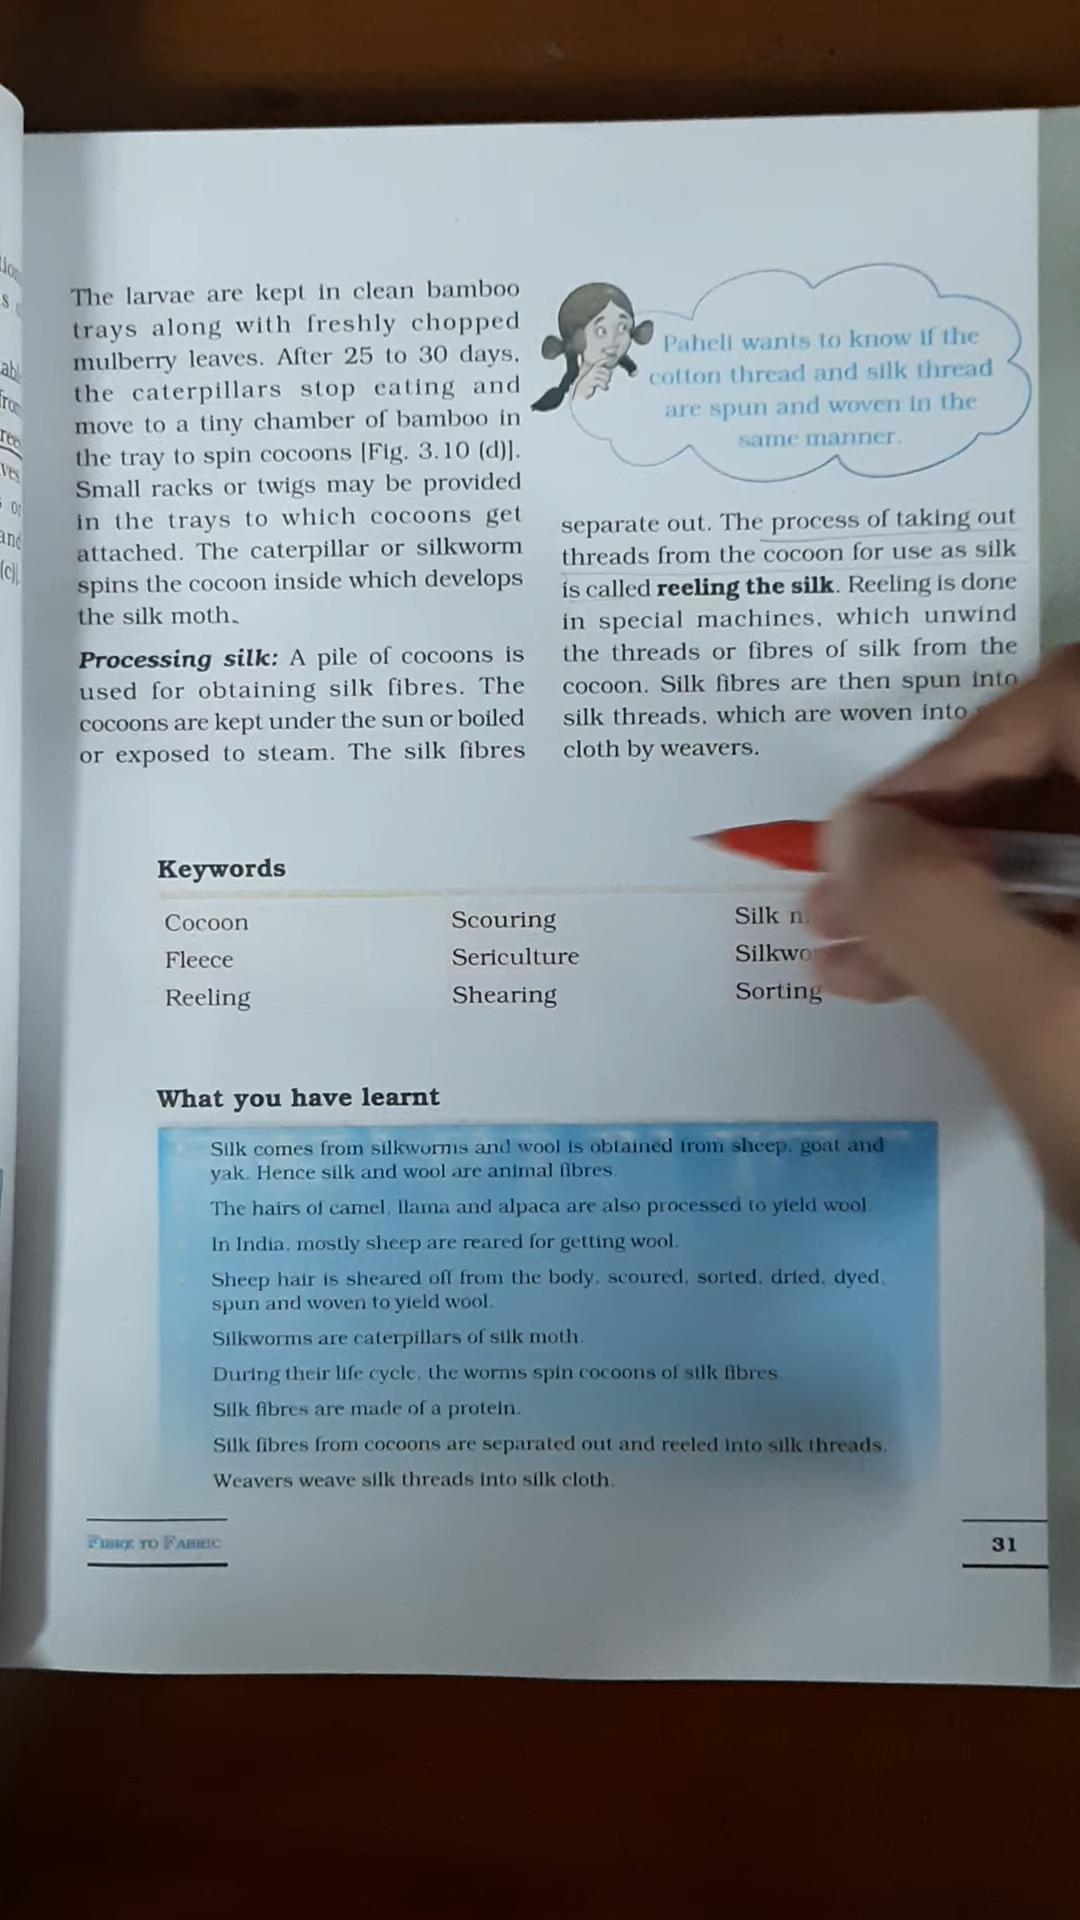 The larvae are kept in clean bamboo
trays along with freshly chopped
mulberry leaves. After 25 to 30 days,
the caterpillars stop eating and
move to a tiny chamber of bamboo in
the tray to spin cocoons [Fig. 3.10 (d)].
Small racks or twigs may be provided
in the trays to which cocoons get
attached. The caterpillar or silkworm
spins the cocoon inside which develops
the silk moth.
Processing silk: A pile of cocoons is
used for obtaining silk fibres. The
cocoons are kept under the sun or boiled
or exposed to steam. The silk fibres
Paheli wants to know if the
cotton thread and silk thread
are spun and woven in the
same manner.
separate out. The process of taking out
threads from the cocoon for use as silk
is called reeling the silk. Reeling is done
in special machines, which unwind
the threads or fibres of silk from the
cocoon. Silk fibres are then spun into
silk threads, which are woven into
cloth by weavers.
Keywords
Cocoon Scouring Silk
Fleece Sericulture
Reeling Shearing Sorting
What you have learnt
Silk comes from silkworms and wool is obtained from sheep, goat and
yak. Hence silk and wool are animal fibres.
The hairs of camel, llama and alpaca are also processed to yield wool.
In India, mostly sheep are reared for getting wool.
Sheep hair is sheared off from the body, scoured, sorted, dried, dyed,
spun and woven to yield wool.
Silkworms are caterpillars of silk moth.
During their life cycle, the worms spin cocoons of silk fibres.
Silk fibres are made of a protein.
Silk fibres from cocoons are separated out and reeled into silk threads.
Weavers weave silk threads into silk cloth.
FIBRE TO FABRIC
31